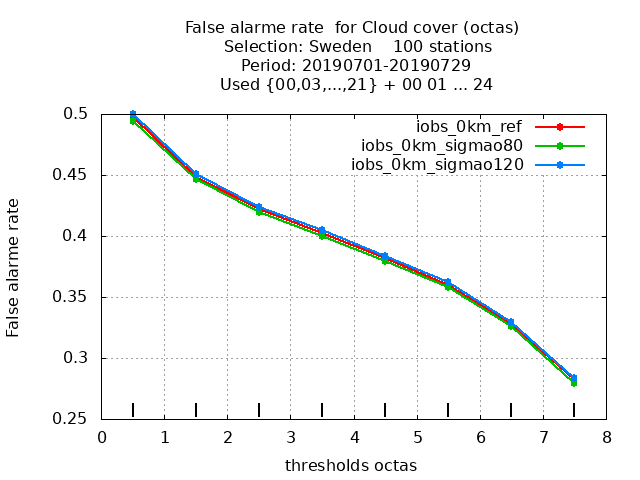 False alarme rate  for Cloud cover (octas)
Selection: Sweden    100 stations
Period: 20190701-20190729
Used {00,03,...,21} + 00 01 ... 24
iobs_0km_ref
iobs_0km_sigmao80
iobs_0km_sigmao120
0.5
0.45
0.4
0.35
0.3
0.25
False alarme rate
0 1 2 3 4 5 6 7 8
thresholds octas